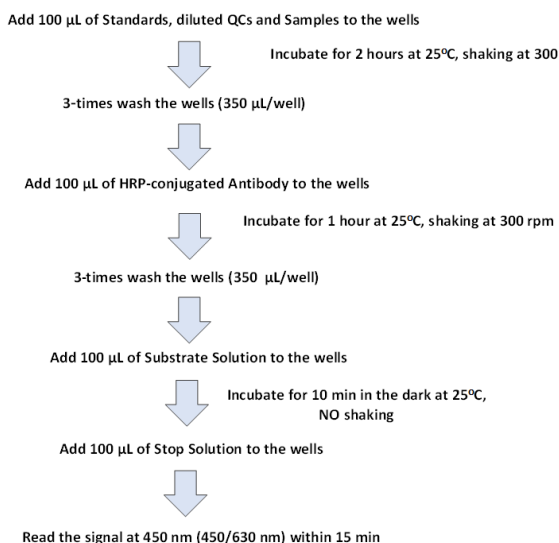 Add 100 µL of Standards, diluted QCs and Samples to the wells
Incubate for 2 hours at 25⁰C, shaking at 300
3-times wash the wells (350 µL/well)
Add 100 µL of HRP-conjugated Antibody to the wells
Incubate for 1 hour at 25⁰C, shaking at 300 rpm
3-times wash the wells (350 µL/well)
Add 100 µL of Substrate Solution to the wells
Incubate for 10 min in the dark at 25⁰C,
NO shaking
Add 100 µL of Stop Solution to the wells
Read the signal at 450 nm (450/630 nm) within 15 min